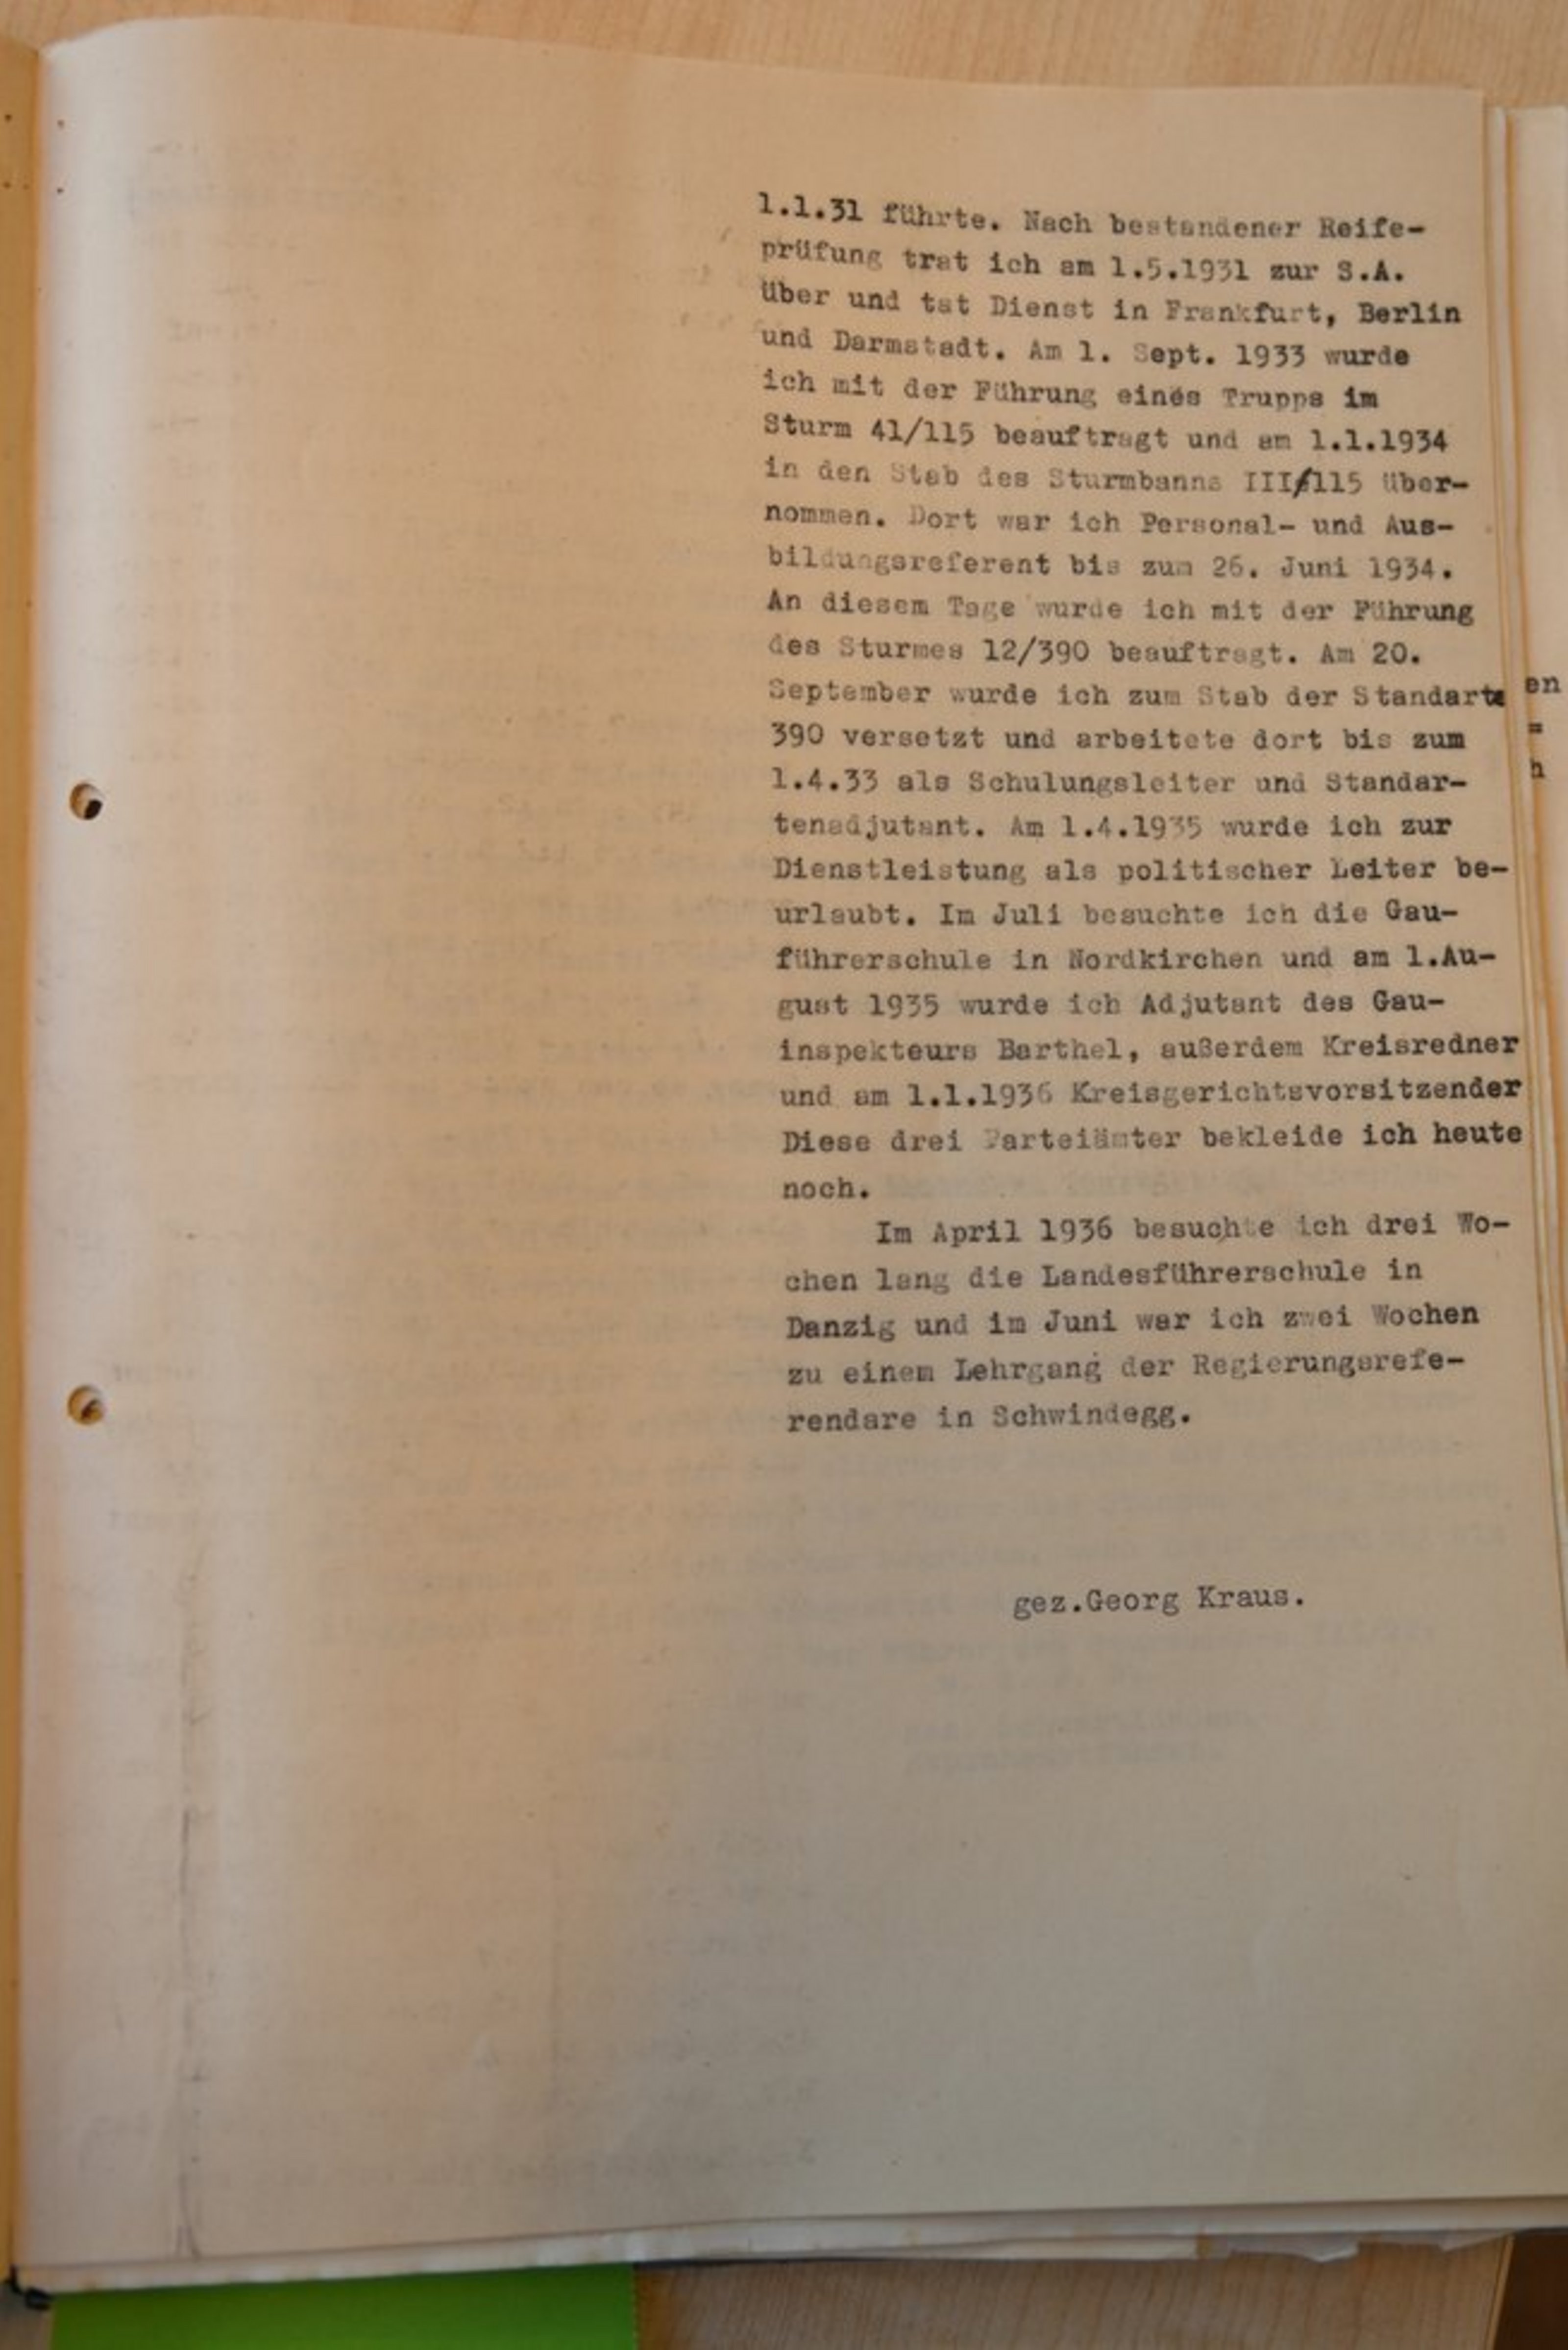 1.1.31 führte. Nach bestandener Reife-
prüfung trat ich am 1.5.1931 zur S.A.
über und tat Dienst in Frankfurt, Berlin
und Darmstadt. Am 1. Sept. 1933 wurde
ich mit der Führung eines Trupps im
Sturm 41/115 beauftragt und am 1.1.1934
in den Stab des Sturmbanns III/115 über-
nommen. Dort war ich Personal- und Aus-
bildungsreferent bis zum 26. Juni 1934.
An diesem Tage wurde ich mit der Führung
des Sturmes 12/390 beauftragt. Am 20.
September wurde ich zum Stab der Standarte
390 versetzt und arbeitete dort bis zum
1.4.33 als Schulungsleiter und Standar-
tenadjutant. Am 1.4.1935 wurde ich zur
Dienstleistung als politischer Leiter be-
urlaubt. Im Juli besuchte ich die Gau-
führerschule in Nordkirchen und am 1.Au-
gust 1935 wurde ich Adjutant des Gau-
inspekteurs Barthel, außerdem Kreisredner
und am 1.1.1936 Kreisgerichtsvorsitzender
Diese drei Parteiämter bekleide ich heute
noch.
Im April 1936 besuchte ich drei Wo-
chen lang die Landesführerschule in
Danzig und im Juni war ich zwei Wochen
zu einem Lehrgang der Regierungsrefe-
rendare in Schwindegg.
gez.Georg Kraus.
en
=
h